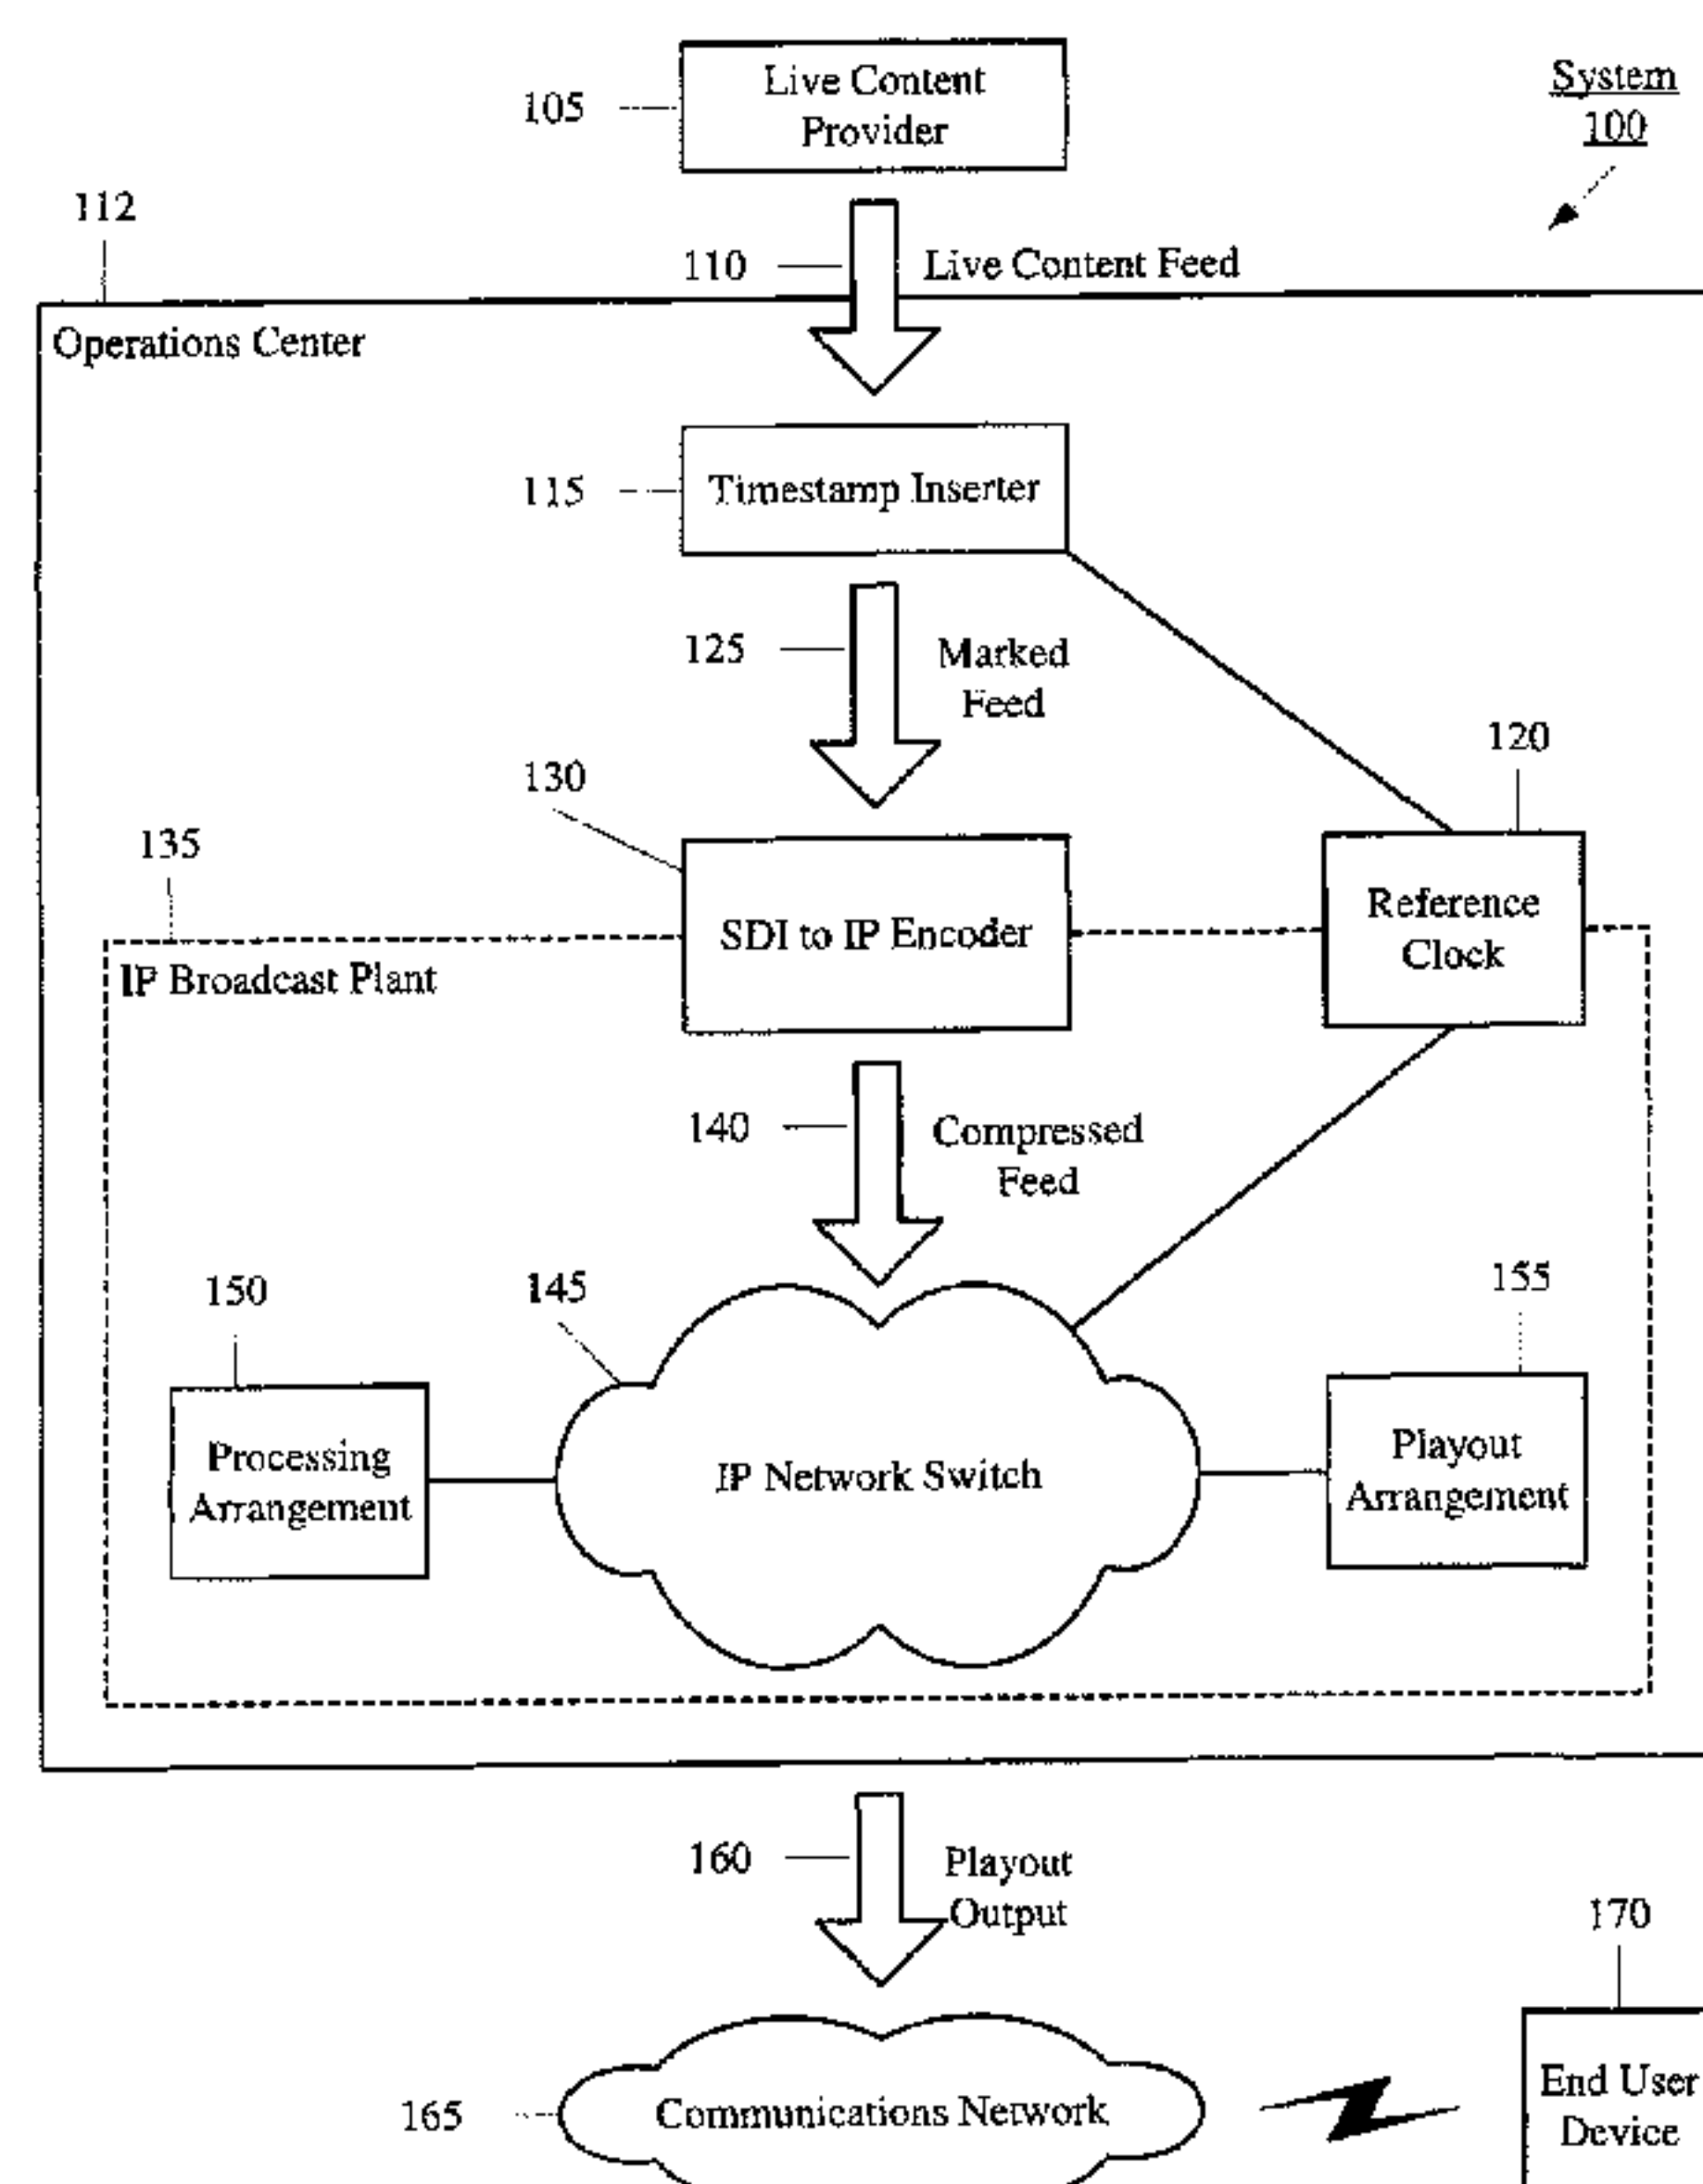 System
100
105
Live Content
Provider
112
110
Live Content Feed
Operations Center
115
Timestamp Inserter
125
Marked
Feed
120
130
135
SDI to IP Encoder
Reference
Clock
IP Broadcast Plant
140
Compressed
Feed
150
145
155
Processing
Arrangement
IP Network Switch
Playout
Arrangement
160
Playout
Output
170
165
Communications Network
End User
Device